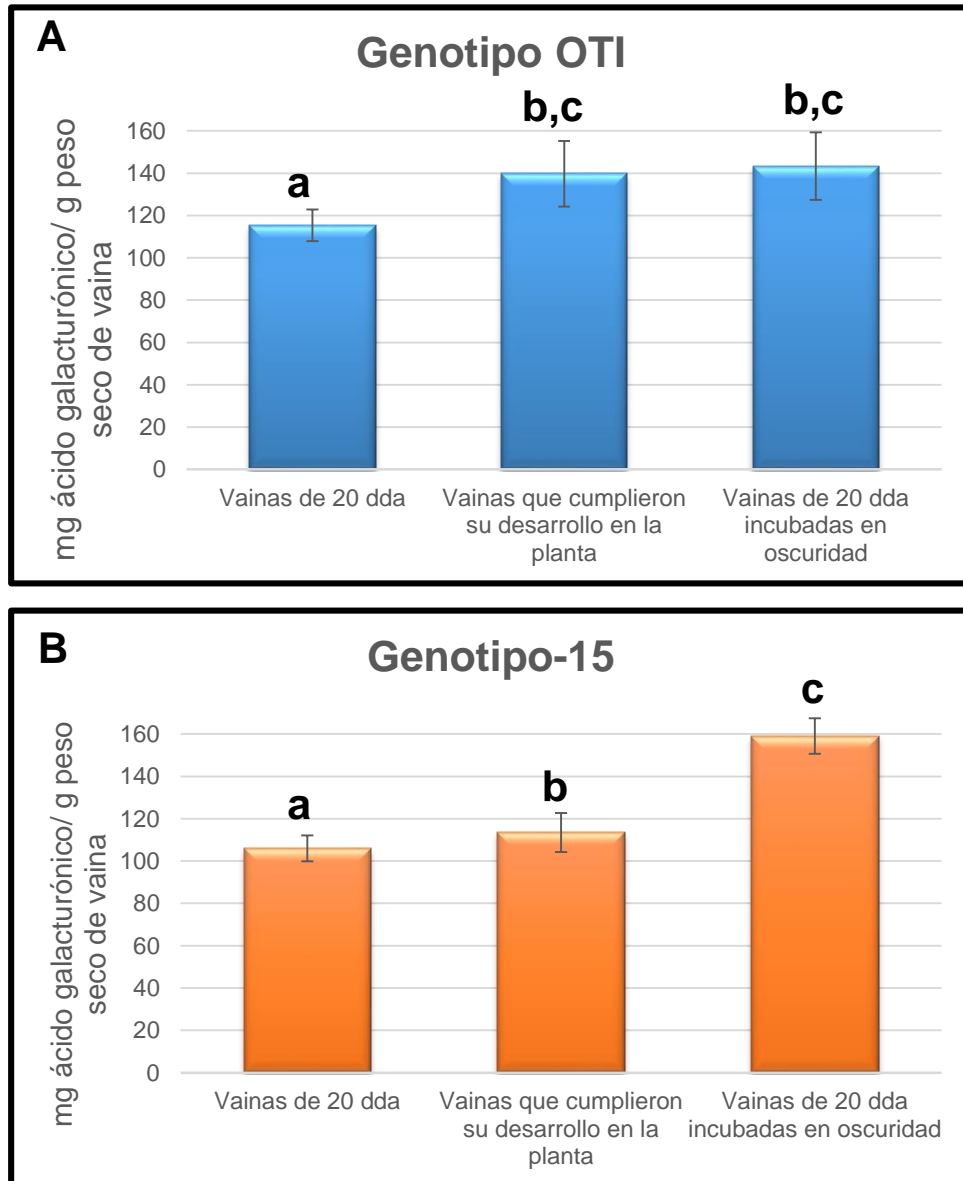 A
Genotipo OTI
mg ácido galacturónico/ g peso
seco de vaina
160
140
120
100
80
60
40
20
0
a
b,c
b,c
Vainas de 20 dda
Vainas que cumplieron
su desarrollo en la
planta
Vainas de 20 dda
incubadas en
oscuridad
B
Genotipo-15
mg ácido galacturónico/ g peso
seco de vaina
160
140
120
100
80
60
40
20
0
a
b
c
Vainas de 20 dda
Vainas que cumplieron
su desarrollo en la
planta
Vainas de 20 dda
incubadas en oscuridad